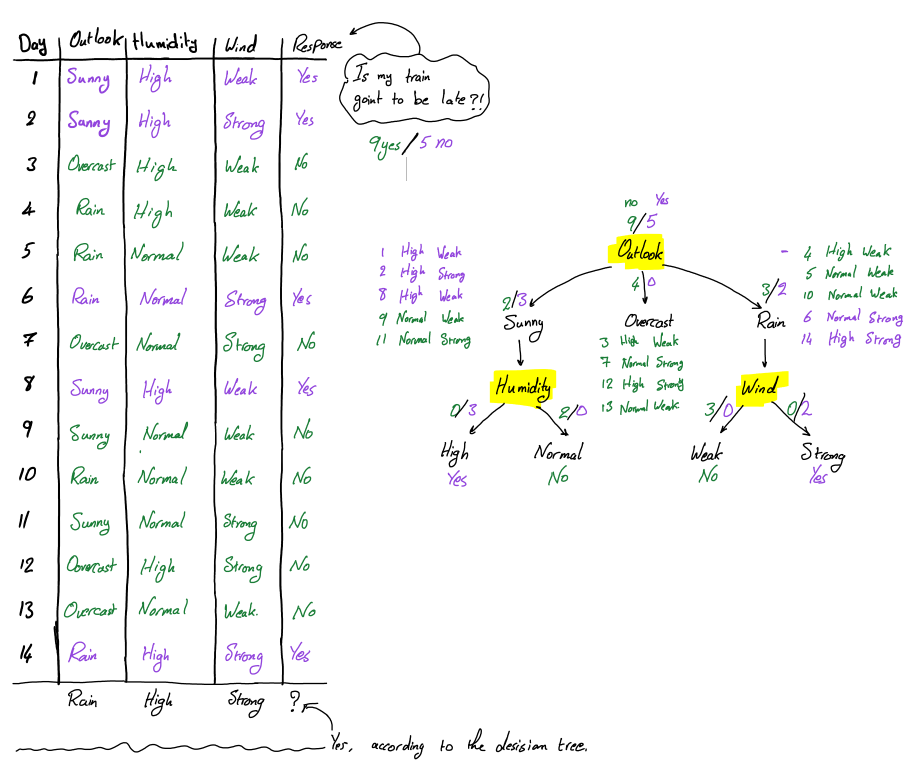 Day Outlook Humidity Wind Response
1 Sunny High Weak Yes
2 Sunny High Strong Yes
3 Overcast High Weak No
4 Rain High Weak No
5 Rain Normal Weak No
6 Rain Normal Strong Yes
7 Overcast Normal Strong No
8 Sunny High Weak Yes
9 Sunny Normal Weak No
10 Rain Normal Weak No
11 Sunny Normal Strong No
12 Oovercast High Strong No
13 Overcast Normal Weak. No
14 Rain High Strong Yes
Rain High Strong ?
Yes, according to the desisian tree.
Is my train
goint to be late?!
9yes/5 no
no Yes
9/5
Outlook
2/3
4 0
3/2
Sunny
Overcast
Rain
1 High Weak
2 High Strong
8 High Weak
9 Normal Weak
11 Normal Strong
3 High Weak
7 Normal Strong
12 High Strong
13 Normal Weak
- 4 High Weak
5 Normal Weak
10 Normal Weak
6 Normal Strong
14 High Strong
Humidity
0/3
2/0
High
Yes
Normal
No
Wind
3/0
0/2
Weak
No
Strong
Yes